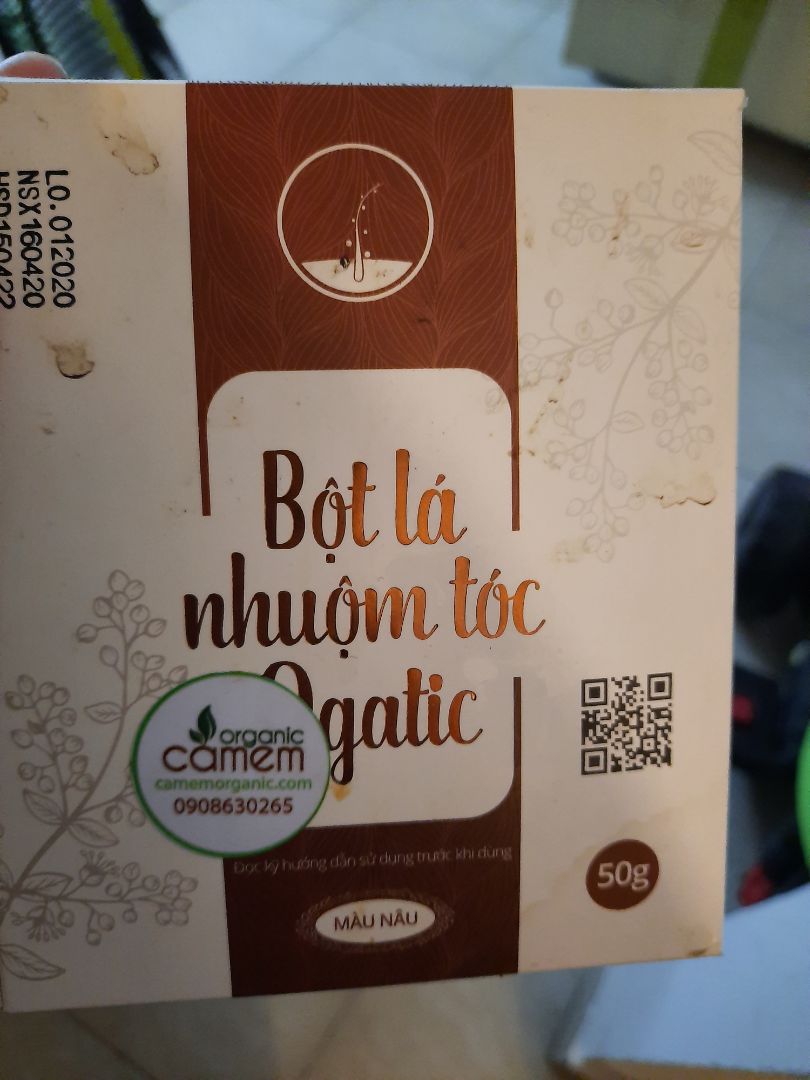 LO.012020
NSX160420
HSD150422
Bột lá
nhuộm tóc
Ogatic
organic
camem
camemorganic.com
0908630265
Đọc kỹ hướng dẫn sử dụng trước khi dùng
50g
MÀU NÂU